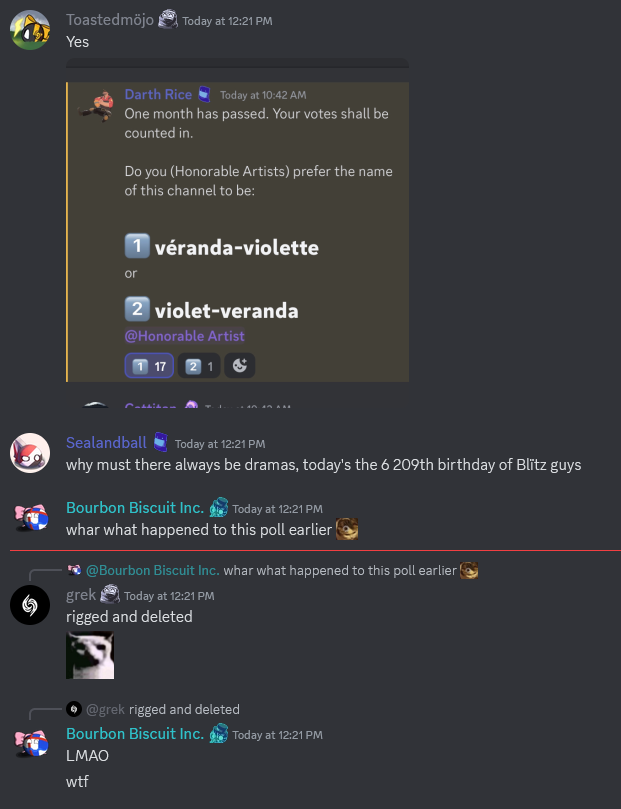 Toastedmöjo Today at 12:21 PM
Yes
Darth Rice Today at 10:42 AM
One month has passed. Your votes shall be
counted in.
Do you (Honorable Artists) prefer the name
of this channel to be:
1 véranda-violette
or
2 violet-veranda
@Honorable Artist
1 17 2 1
Sealandball Today at 12:21 PM
why must there always be dramas, today's the 6 209th birthday of Blītz guys
Bourbon Biscuit Inc. Today at 12:21 PM
whar what happened to this poll earlier
@Bourbon Biscuit Inc. whar what happened to this poll earlier
grek Today at 12:21 PM
rigged and deleted
@grek rigged and deleted
Bourbon Biscuit Inc. Today at 12:21 PM
LMAO
wtf